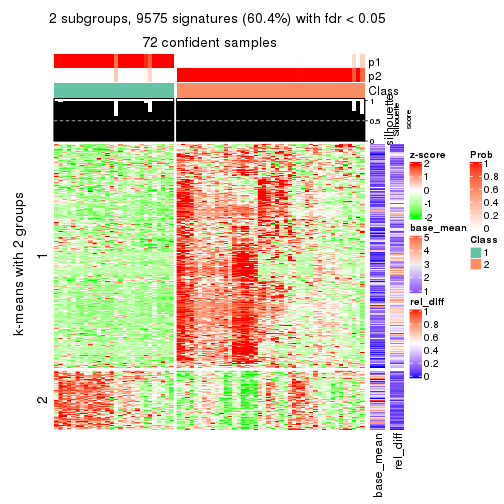 2 subgroups, 9575 signatures (60.4%) with fdr < 0.05
72 confident samples
p1
p2
Class
silhouette
Silhouette
score
1
0.5
0
k-means with 2 groups
1
2
base_mean
rel_diff
z-score
2
1
0
-1
-2
base_mean
5
4
3
2
1
rel_diff
1
0.8
0.6
0.4
0.2
0
Prob
1
0.8
0.6
0.4
0.2
0
Class
1
2